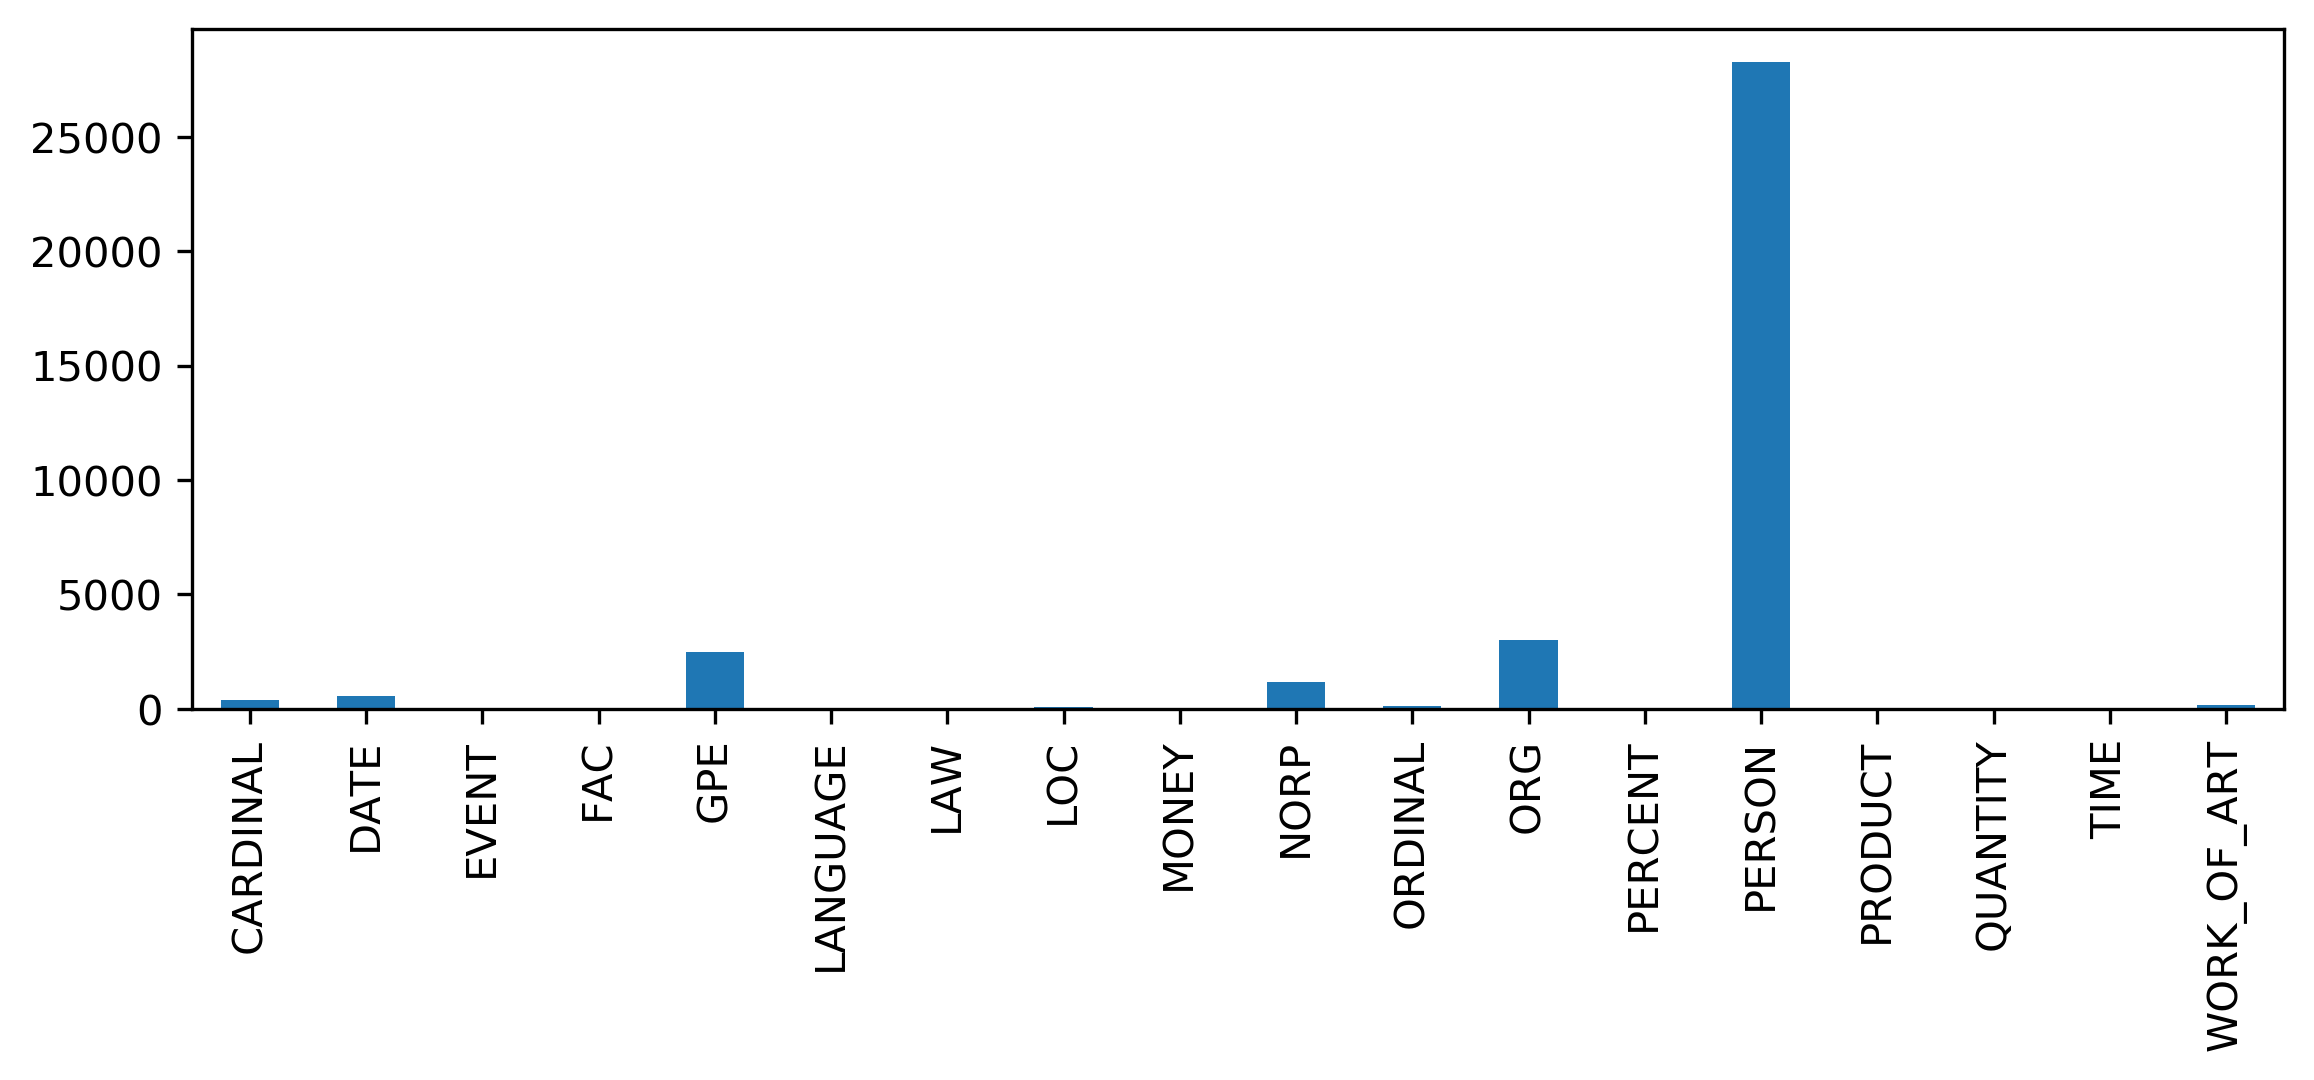 25000
20000
15000
10000
5000
0
CARDINAL
DATE
EVENT
FAC
GPE
LANGUAGE
LAW
LOC
MONEY
NORP
ORDINAL
ORG
PERCENT
PERSON
PRODUCT
QUANTITY
TIME
WORK_OF_ART